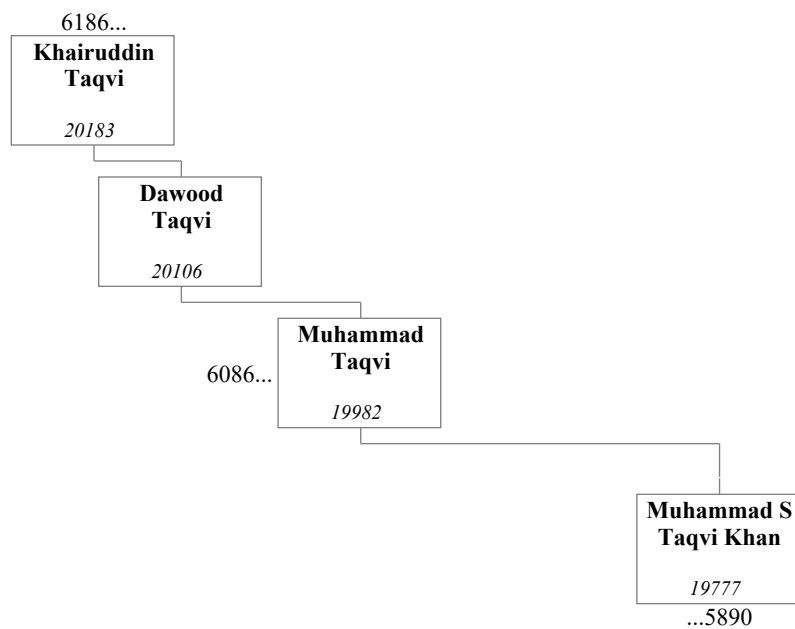 6186...
Khairuddin
Taqvi
20183
Dawood
Taqvi
20106
Muhammad
Taqvi
6086...
19982
Muhammad S
Taqvi Khan
19777
...5890